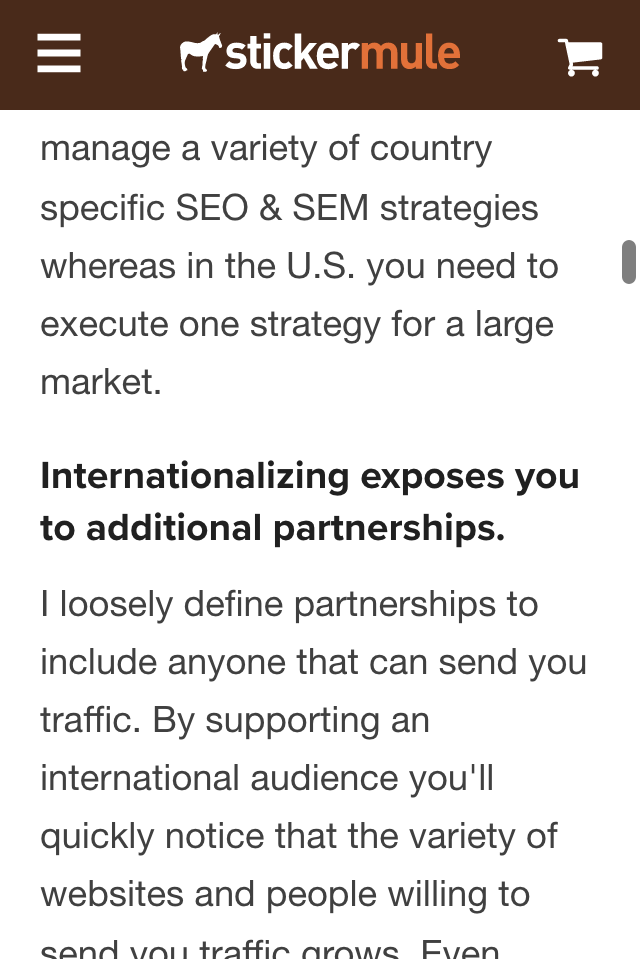 stickermule
manage a variety of country
specific SEO & SEM strategies
whereas in the U.S. you need to
execute one strategy for a large
market.
Internationalizing exposes you
to additional partnerships.
I loosely define partnerships to
include anyone that can send you
traffic. By supporting an
international audience you'll
quickly notice that the variety of
websites and people willing to
send you traffic grows. Even